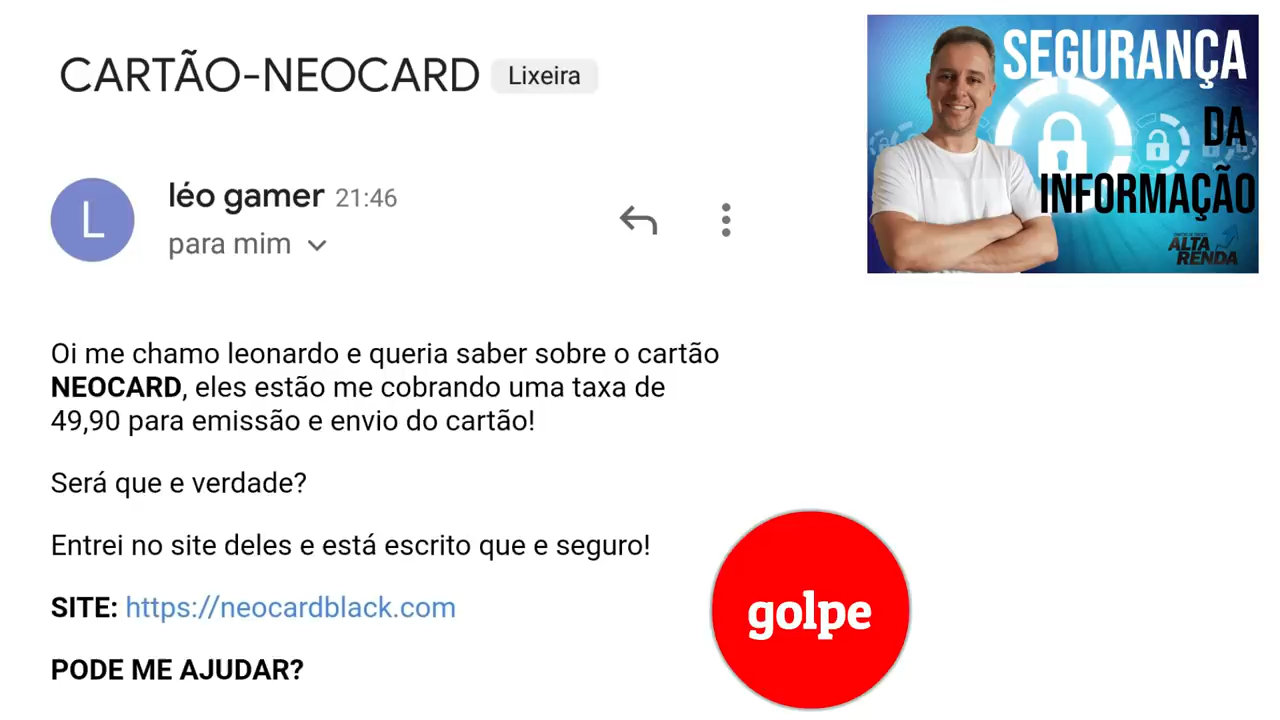 CARTÃO-NEOCARD Lixeira
L
léo gamer 21:46
para mim
Oi me chamo leonardo e queria saber sobre o cartão
NEOCARD, eles estão me cobrando uma taxa de
49,90 para emissão e envio do cartão!
Será que e verdade?
Entrei no site deles e está escrito que e seguro!
SITE: https://neocardblack.com
PODE ME AJUDAR?
SEGURANÇA
DA
INFORMAÇÃO
ALTA
RENDA
golpe